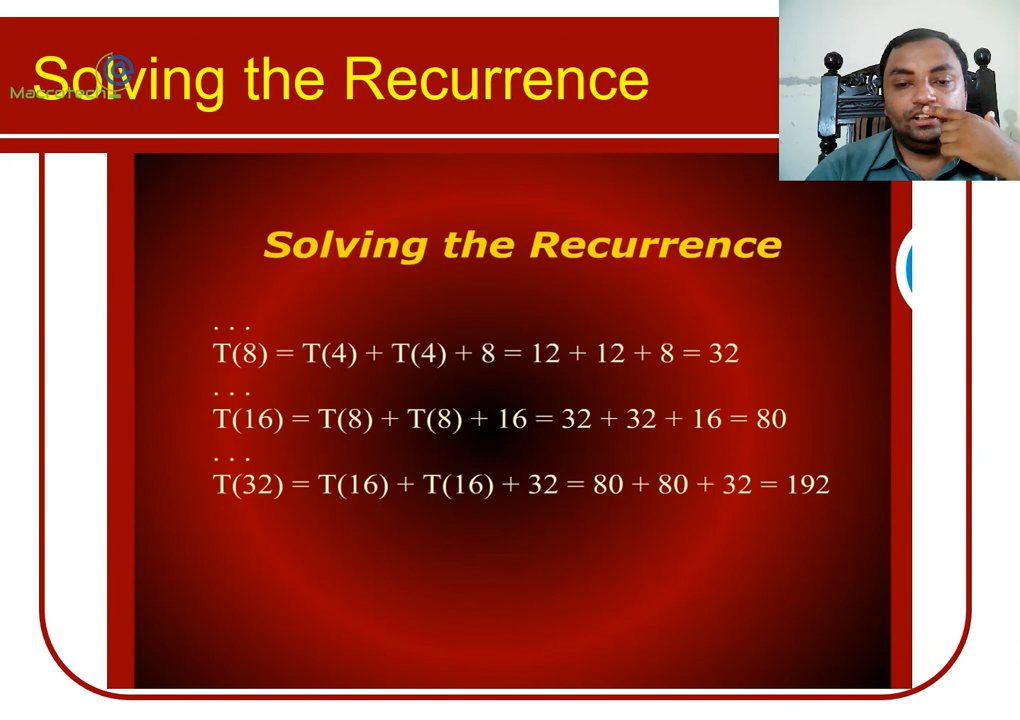 Solving the Recurrence
Macrotech
Solving the Recurrence
. . .
T(8) = T(4) + T(4) + 8 = 12 + 12 + 8 = 32
. . .
T(16) = T(8) + T(8) + 16 = 32 + 32 + 16 = 80
. . .
T(32) = T(16) + T(16) + 32 = 80 + 80 + 32 = 192